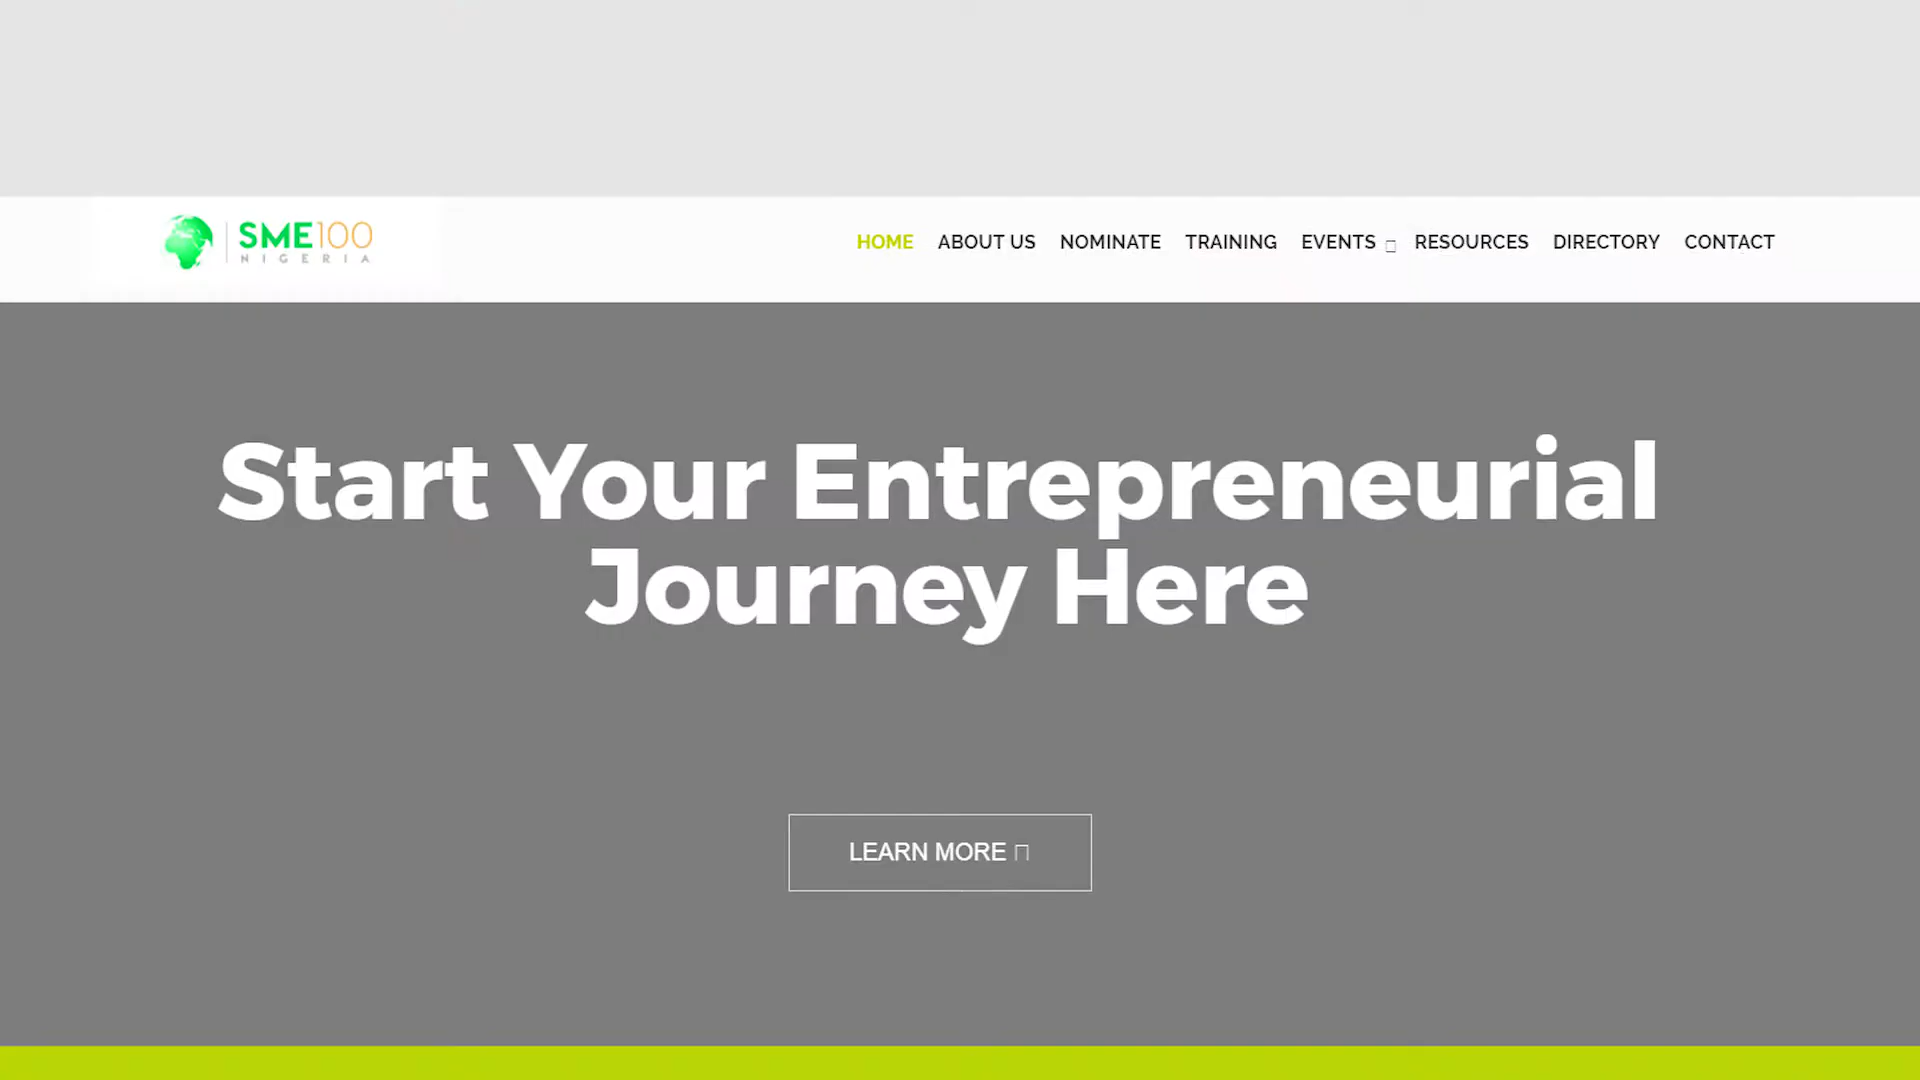 SME100
NIGERIA
HOME ABOUT US NOMINATE TRAINING EVENTS RESOURCES DIRECTORY CONTACT
Start Your Entrepreneurial
Journey Here
LEARN MORE